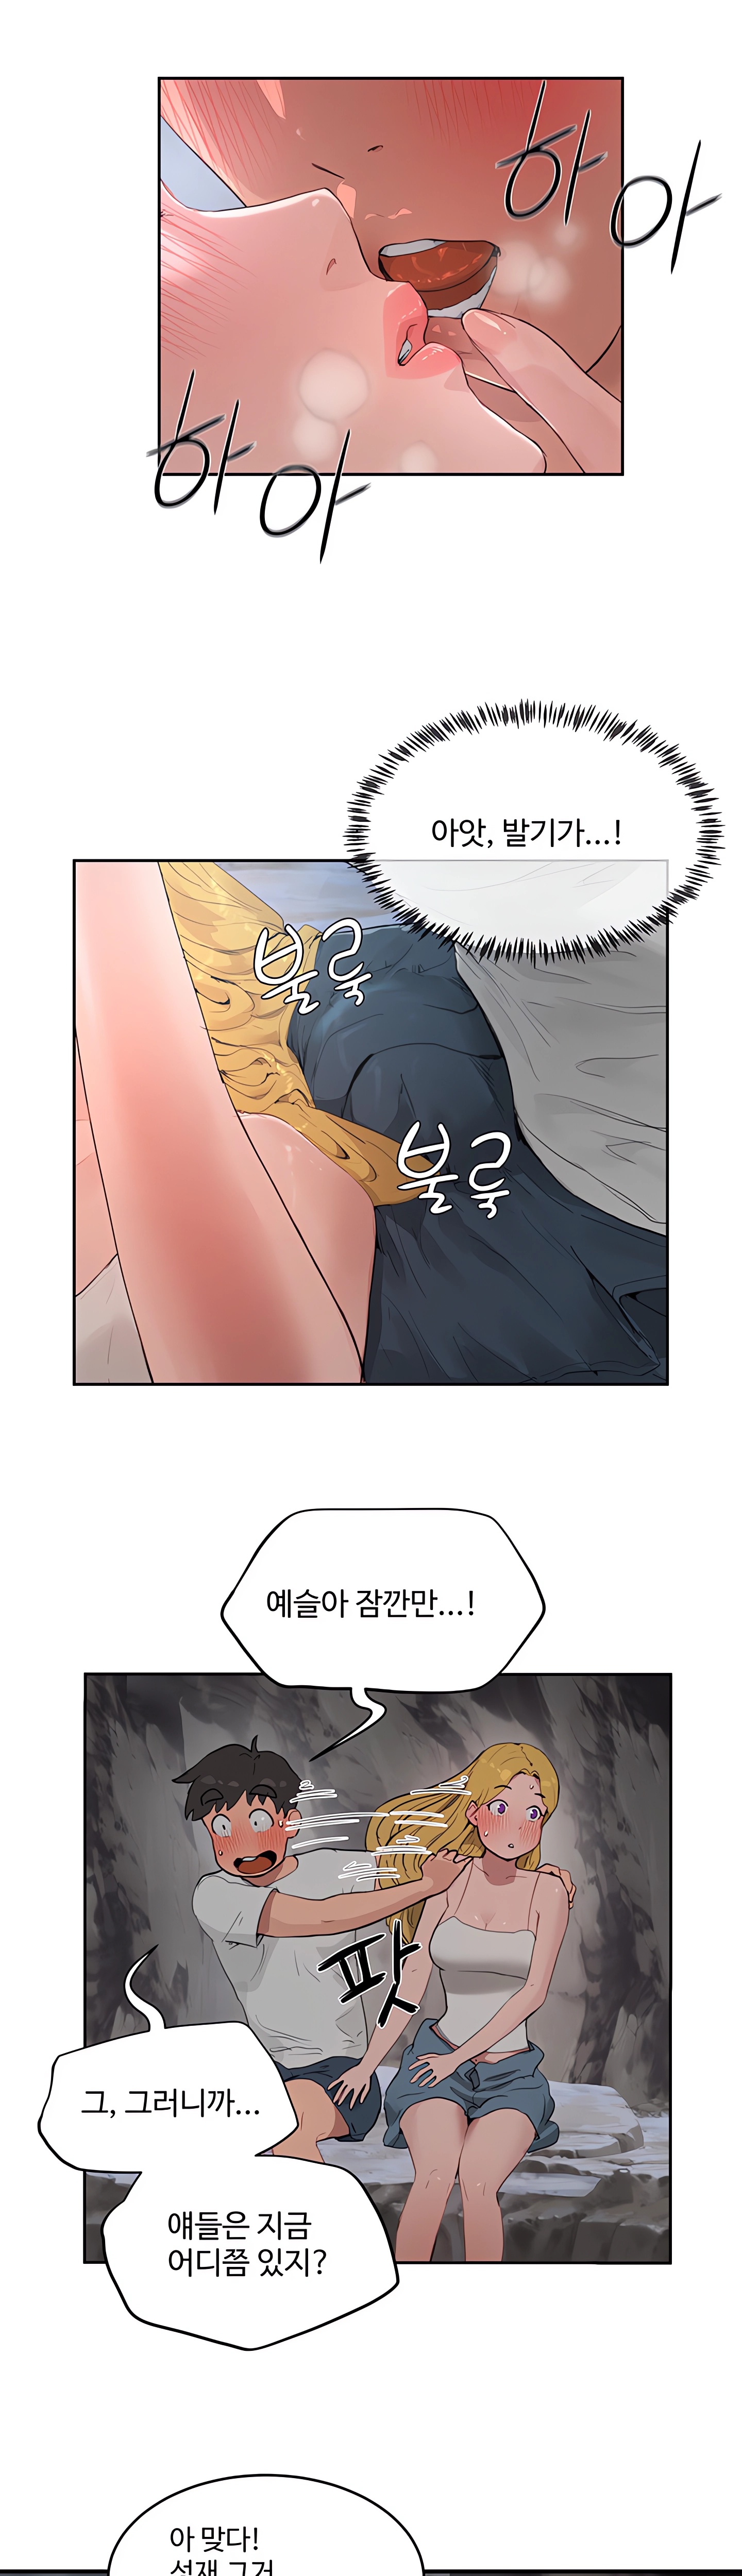 하아
하아
아앗, 발기가...!
불룩
불룩
예슬아 잠깐만...!
팟
그, 그러니까...
얘들은 지금
어디쯤 있지?
아 맞다!